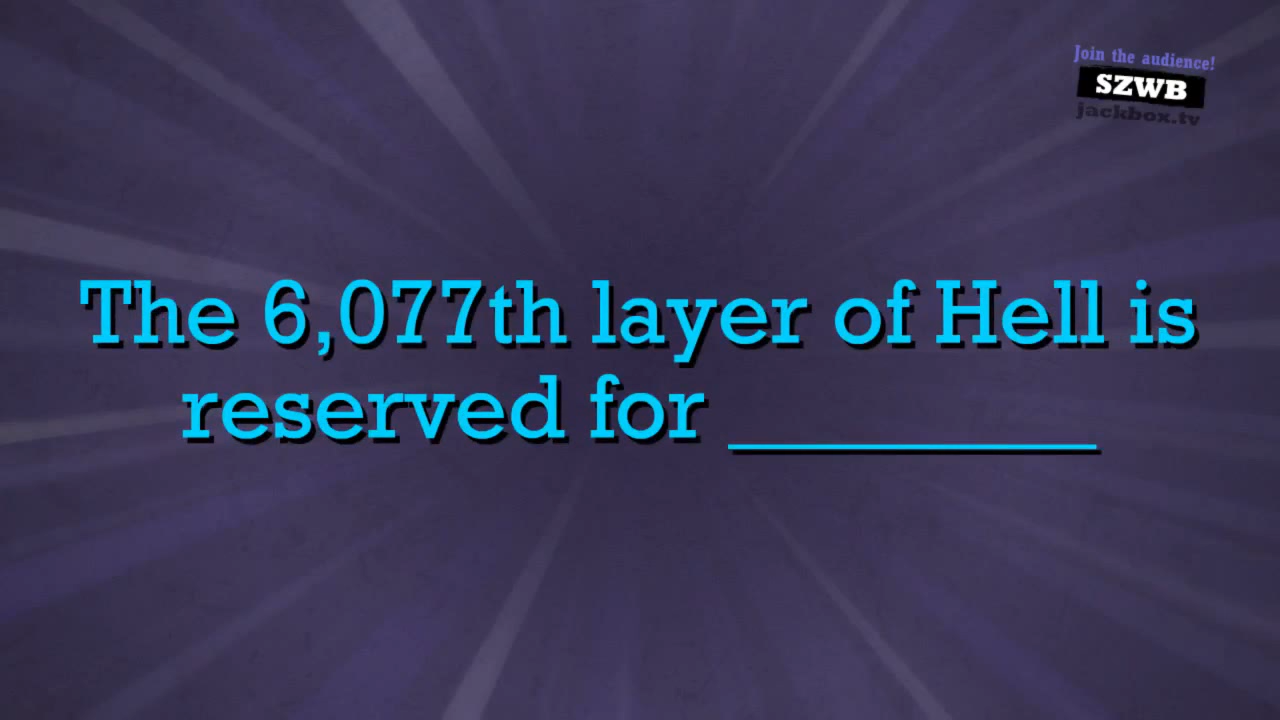 Join the audience!
SZWB
jackbox.tv
The 6,077th layer of Hell is
reserved for ________